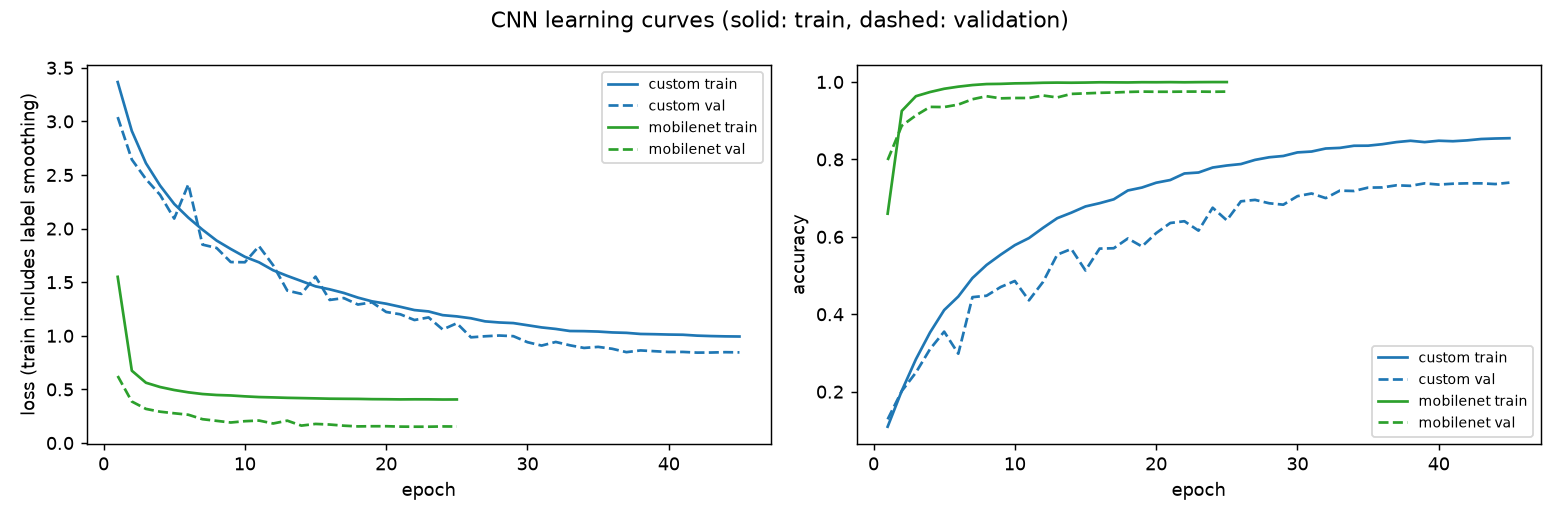 CNN learning curves (solid: train, dashed: validation)
loss (train includes label smoothing)
3.5
3.0
2.5
2.0
1.5
1.0
0.5
0.0
0
10
20
30
40
epoch
custom train
custom val
mobilenet train
mobilenet val
accuracy
1.0
0.8
0.6
0.4
0.2
0
10
20
30
40
epoch
custom train
custom val
mobilenet train
mobilenet val